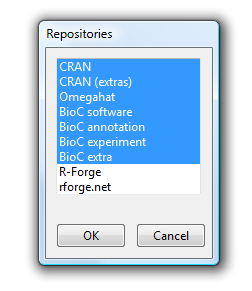 Repositories
CRAN
CRAN (extras)
Omegahat
BioC software
BioC annotation
BioC experiment
BioC extra
R-Forge
rforge.net
OK
Cancel